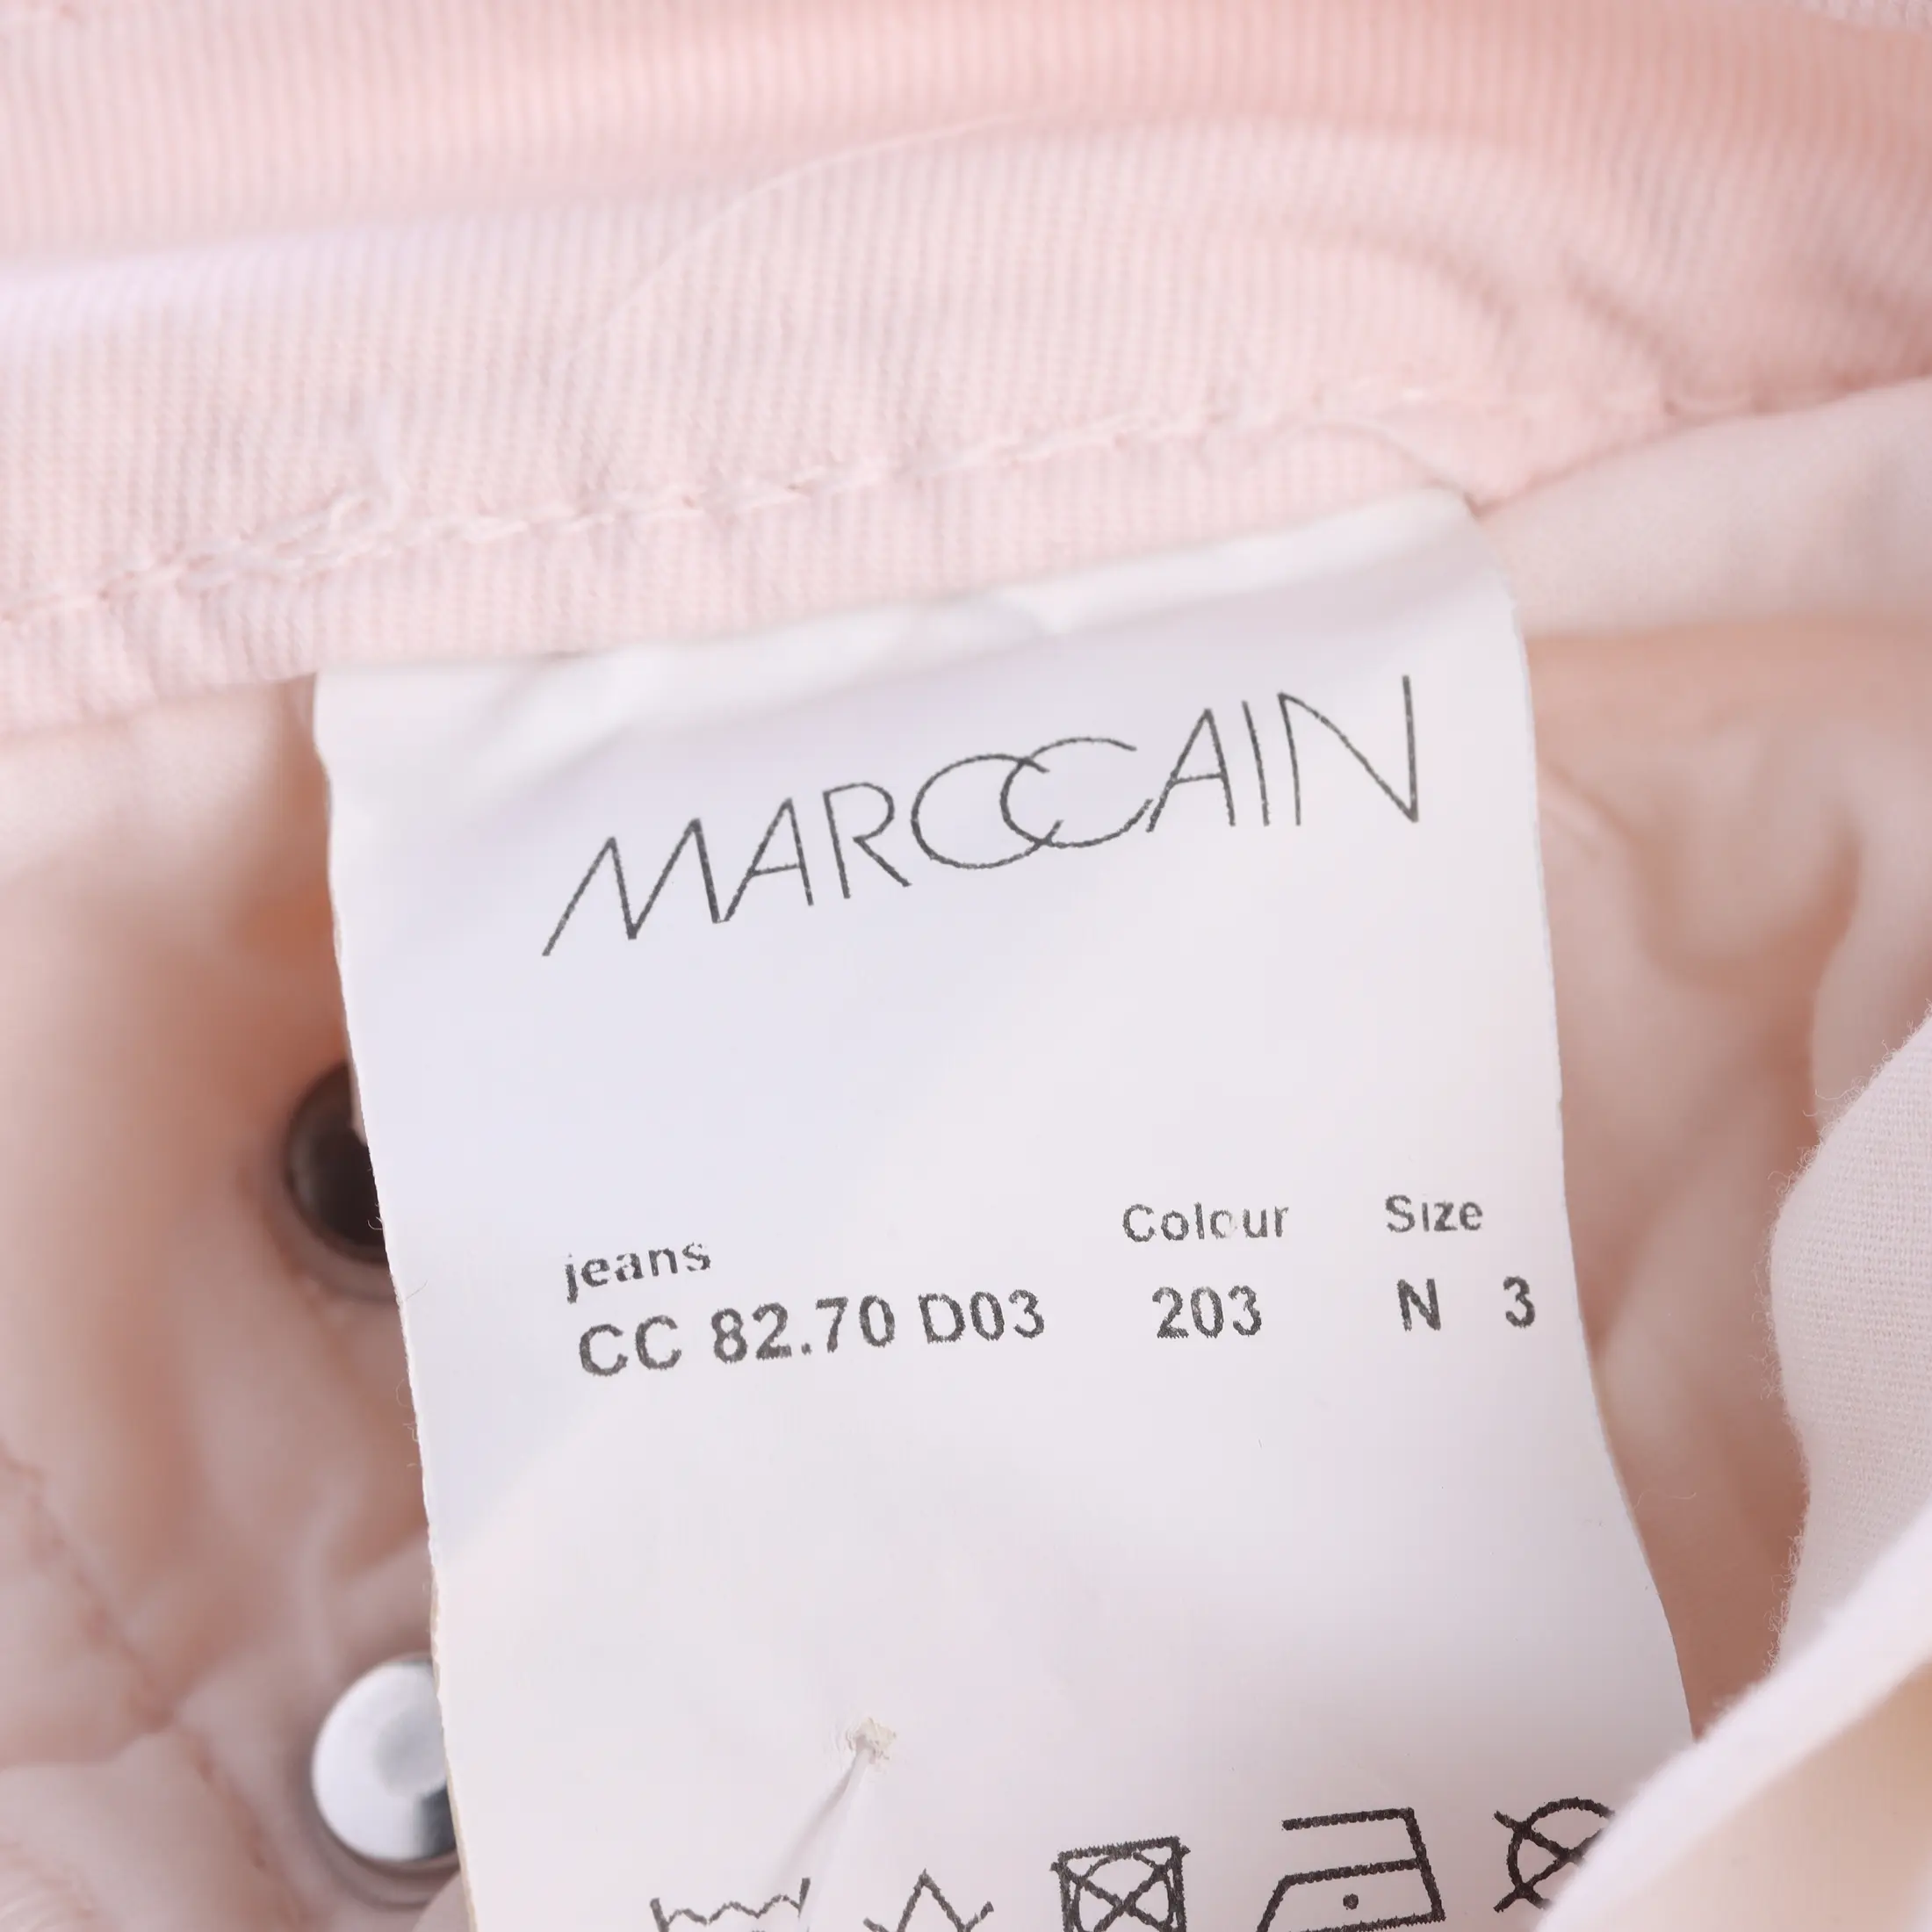 MARCCAIN
Colour Size
jeans
CC 82.70 D03 203 N 3